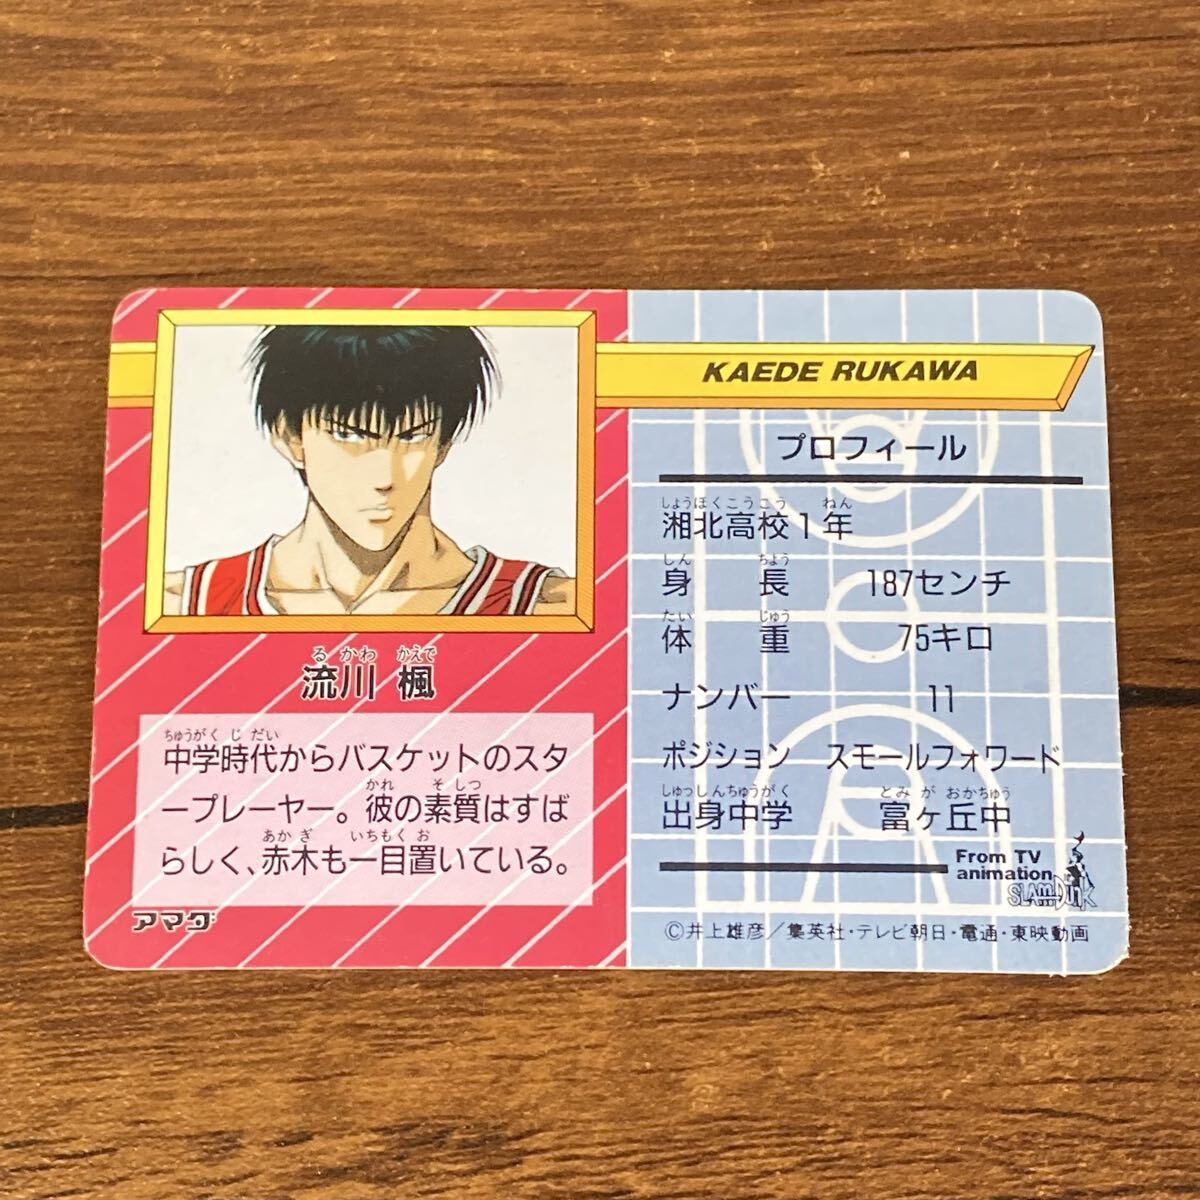 KAEDE RUKAWA
る かわ かえで
流川 楓
ちゅうがく じ だい
中学時代からバスケットのスタ
ープレーヤー。彼の素質はすば
かれ そ しつ
らしく、赤木も一目置いている。
あか ぎ いちもく お
アマダ
プロフィール
しょうほくこうこう ねん
湘北高校1年
しん ちょう
身長 187センチ
たい じゅう
体重 75キロ
ナンバー 11
ポジション スモールフォワード
しゅっしんちゅうがく とみ が おかちゅう
出身中学 富ヶ丘中
From TV
animation
SLAM DUNK
©井上雄彦/集英社・テレビ朝日・電通・東映動画